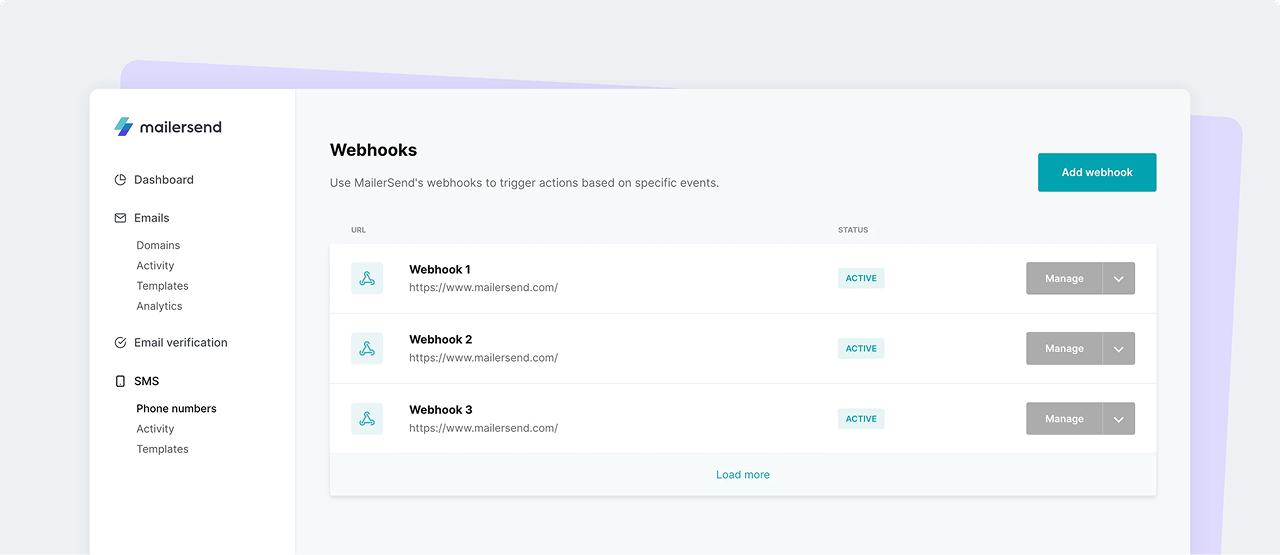 mailersend
Dashboard
Emails
Domains
Activity
Templates
Analytics
Email verification
SMS
Phone numbers
Activity
Templates
Webhooks
Use MailerSend's webhooks to trigger actions based on specific events.
Add webhook
URL STATUS
Webhook 1
https://www.mailersend.com/
ACTIVE
Manage
Webhook 2
https://www.mailersend.com/
ACTIVE
Manage
Webhook 3
https://www.mailersend.com/
ACTIVE
Manage
Load more